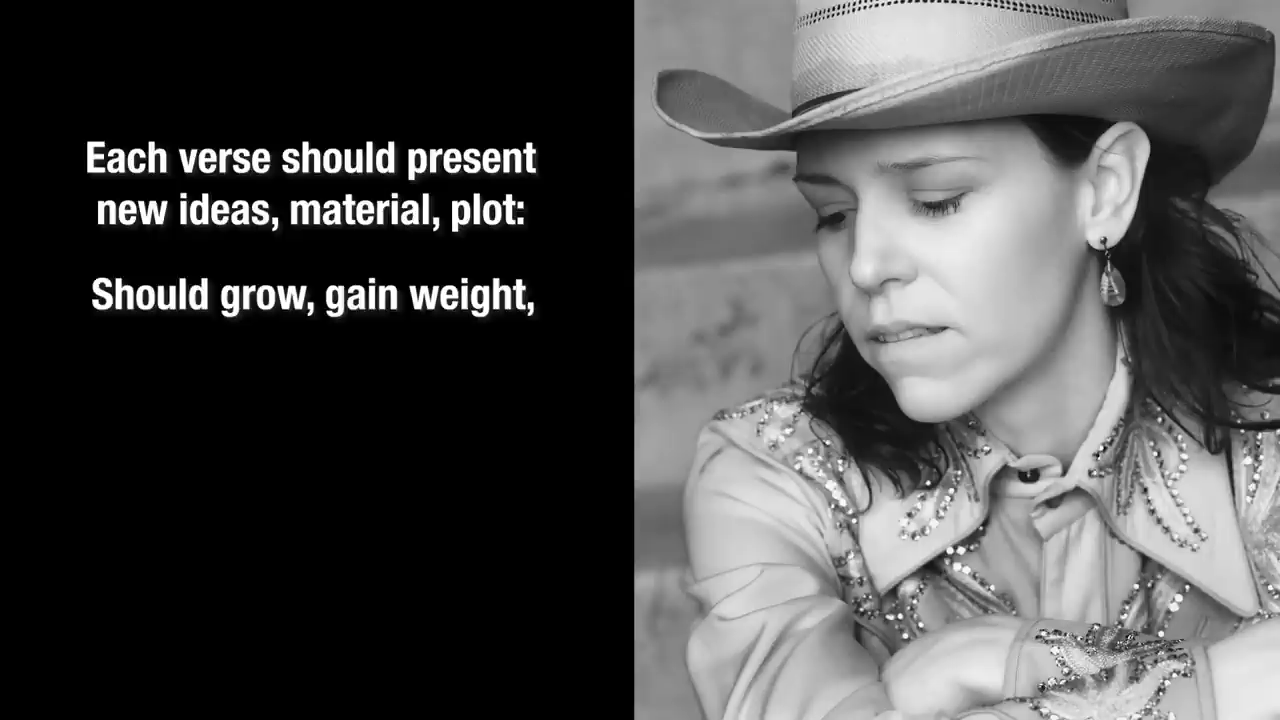 Each verse should present
new ideas, material, plot:
Should grow, gain weight,